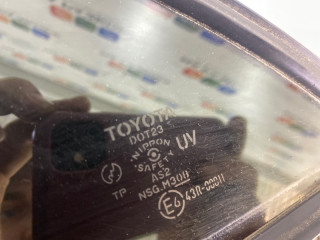 TOYOTA
DOT23
NIPPON
SAFETY
UV
AS2
TP
NSG.M300
E6 43R-00011